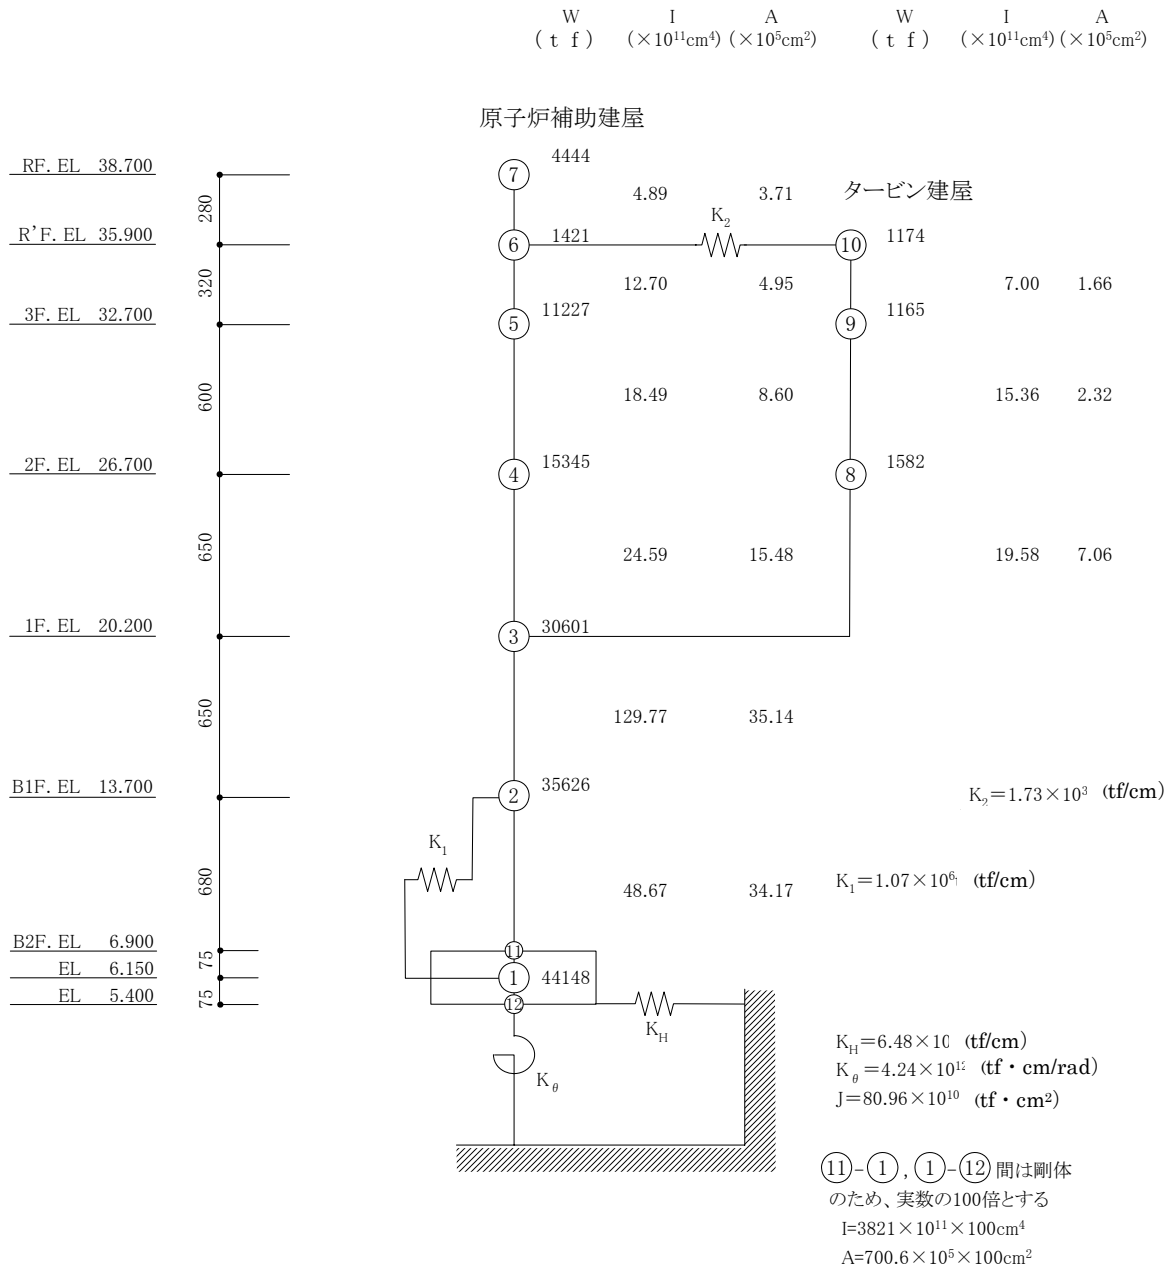 W I A W I A
(tf) (×10¹¹cm⁴) (×10⁵cm²) (tf) (×10¹¹cm⁴) (×10⁵cm²)
原子炉補助建屋
RF. EL 38.700
⑦ 4444
4.89 3.71
タービン建屋
280
K₂
R'F. EL 35.900
⑥ 1421
⑩ 1174
320
12.70 4.95
7.00 1.66
3F. EL 32.700
⑤ 11227
⑨ 1165
600
18.49 8.60
15.36 2.32
2F. EL 26.700
④ 15345
⑧ 1582
650
24.59 15.48
19.58 7.06
1F. EL 20.200
③ 30601
650
129.77 35.14
B1F. EL 13.700
② 35626
K₂=1.73×10³ (tf/cm)
K₁
680
48.67 34.17
K₁=1.07×10⁶ (tf/cm)
B2F. EL 6.900
⑪
75
EL 6.150
① 44148
75
EL 5.400
⑫
K_H
K_θ
K_H=6.48×10 (tf/cm)
K_θ=4.24×10¹² (tf・cm/rad)
J=80.96×10¹⁰ (tf・cm²)
⑪-①, ①-⑫間は剛体
のため、実数の100倍とする
I=3821×10¹¹×100cm⁴
A=700.6×10⁵×100cm²